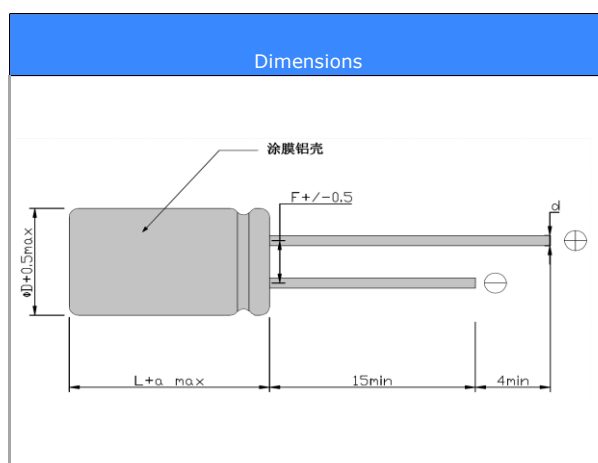 Dimensions
涂膜铝壳
F+/-0.5
d
ΦD+0.5max
L+a max
15min
4min